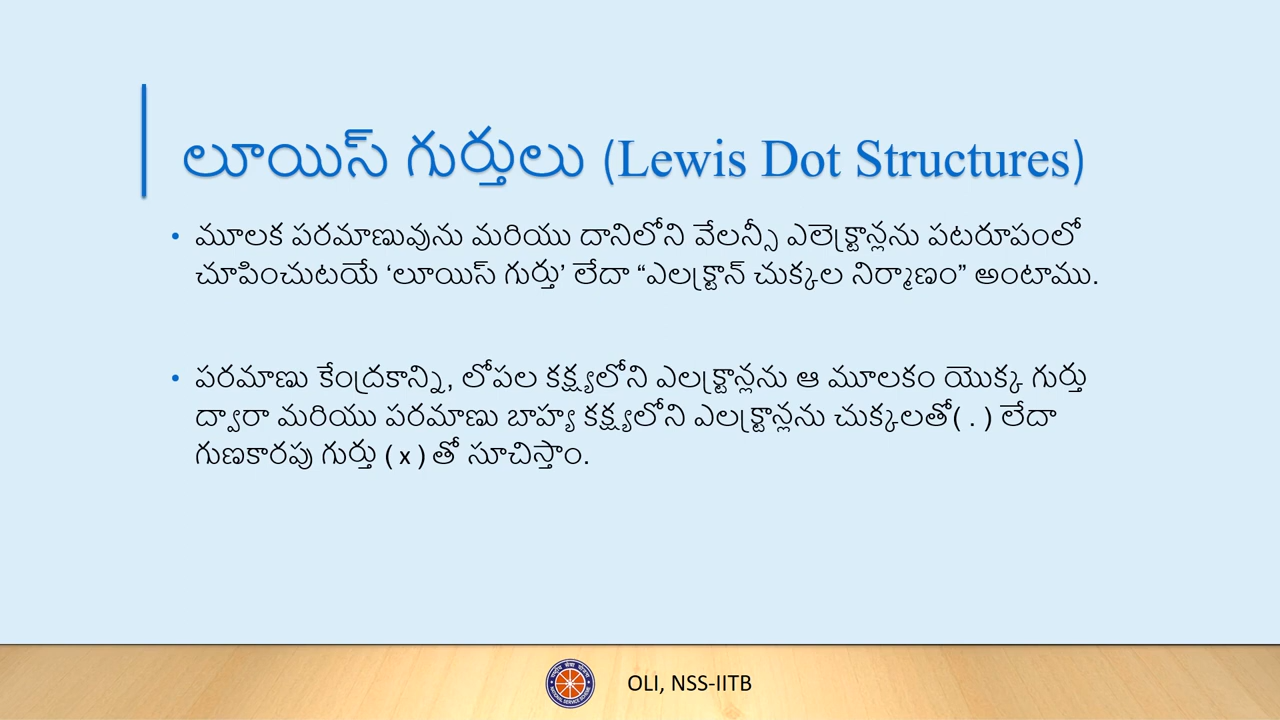 లూయిస్ గుర్తులు (Lewis Dot Structures)
• మూలక పరమాణువును మరియు దానిలోని వేలన్సీ ఎలెక్ట్రాన్లను పటరూపంలో
చూపించుటయే ‘లూయిస్ గుర్తు’ లేదా “ఎలక్ట్రాన్ చుక్కల నిర్మాణం” అంటాము.
• పరమాణు కేంద్రకాన్ని, లోపల కక్ష్యలోని ఎలక్ట్రాన్లను ఆ మూలకం యొక్క గుర్తు
ద్వారా మరియు పరమాణు బాహ్య కక్ష్యలోని ఎలక్ట్రాన్లను చుక్కలతో( . ) లేదా
గుణకారపు గుర్తు ( x ) తో సూచిస్తాం.
OLI, NSS-IITB